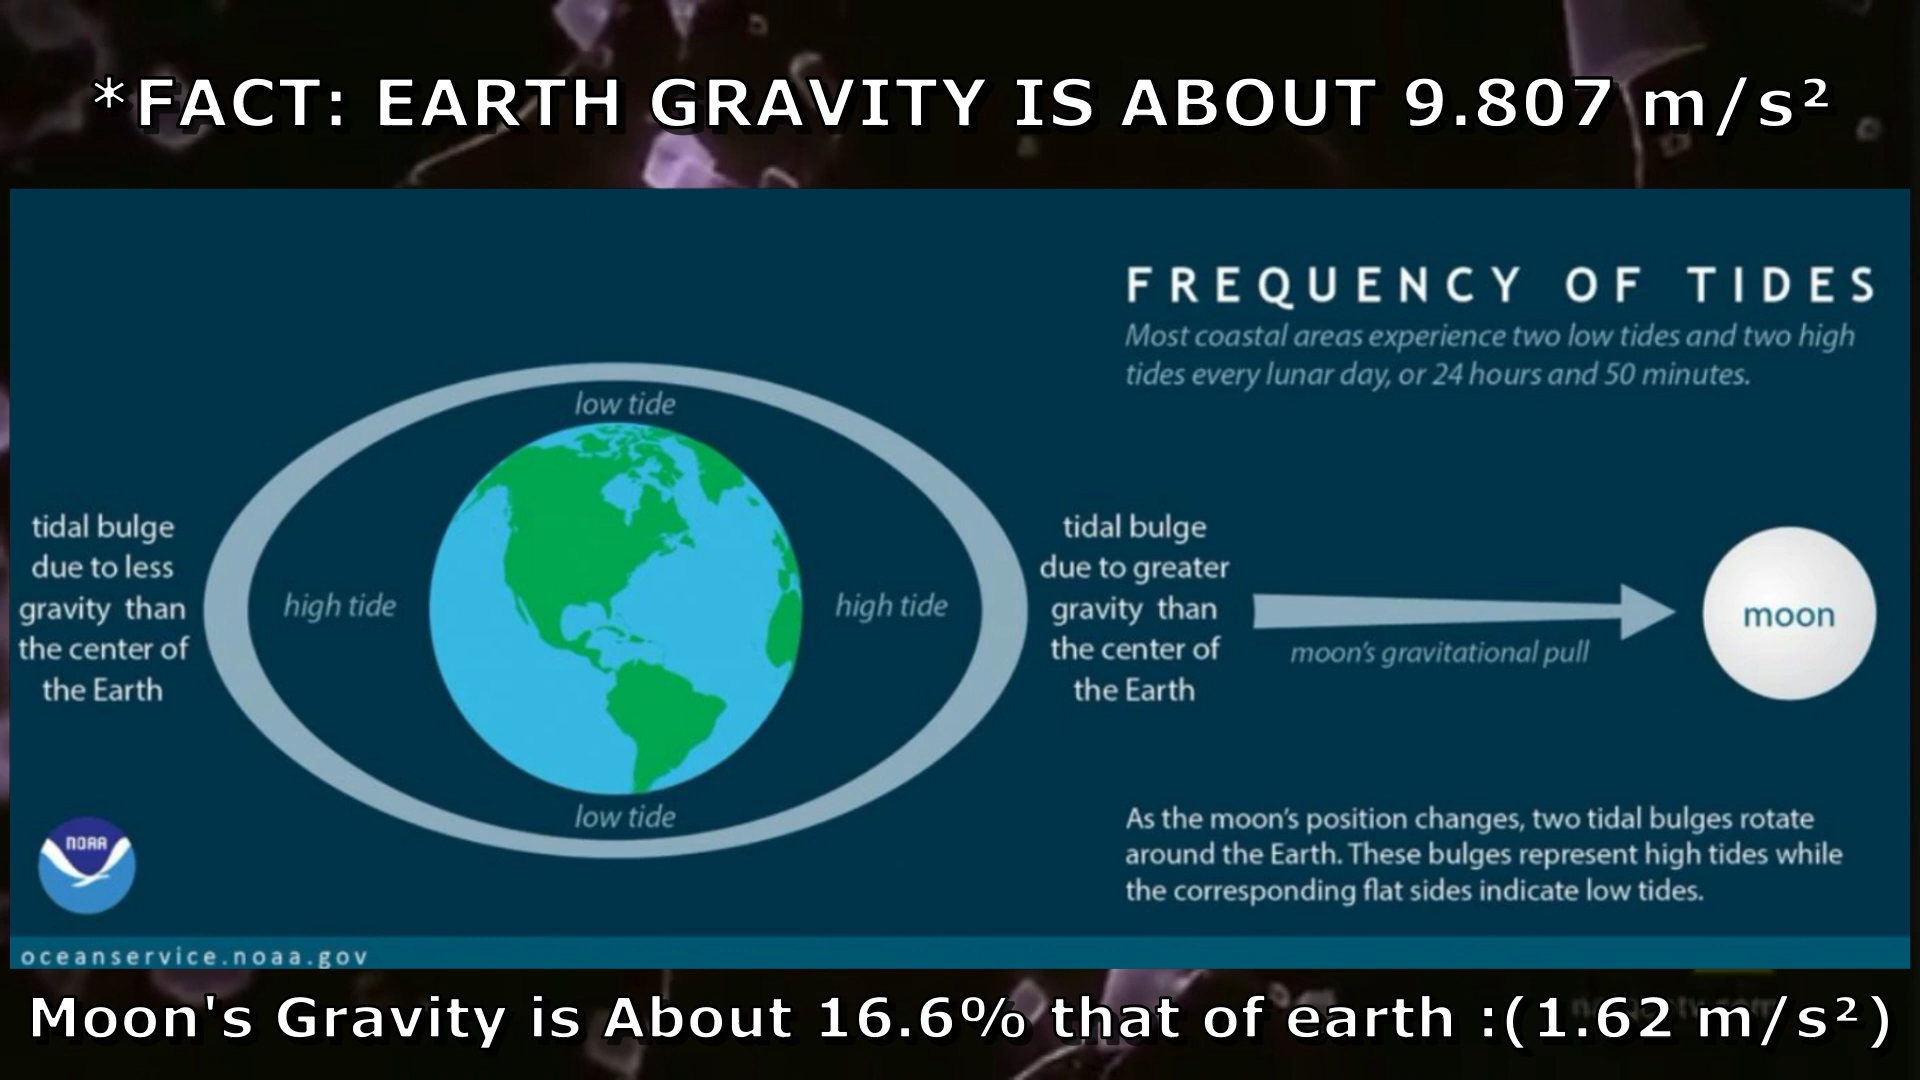 *FACT: EARTH GRAVITY IS ABOUT 9.807 m/s²
FREQUENCY OF TIDES
Most coastal areas experience two low tides and two high
tides every lunar day, or 24 hours and 50 minutes.
low tide
tidal bulge
due to less
gravity than
the center of
the Earth
high tide
high tide
tidal bulge
due to greater
gravity than
the center of
the Earth
moon's gravitational pull
moon
low tide
As the moon's position changes, two tidal bulges rotate
around the Earth. These bulges represent high tides while
the corresponding flat sides indicate low tides.
NOAA
oceanservice.noaa.gov
Moon's Gravity is About 16.6% that of earth :(1.62 m/s²)